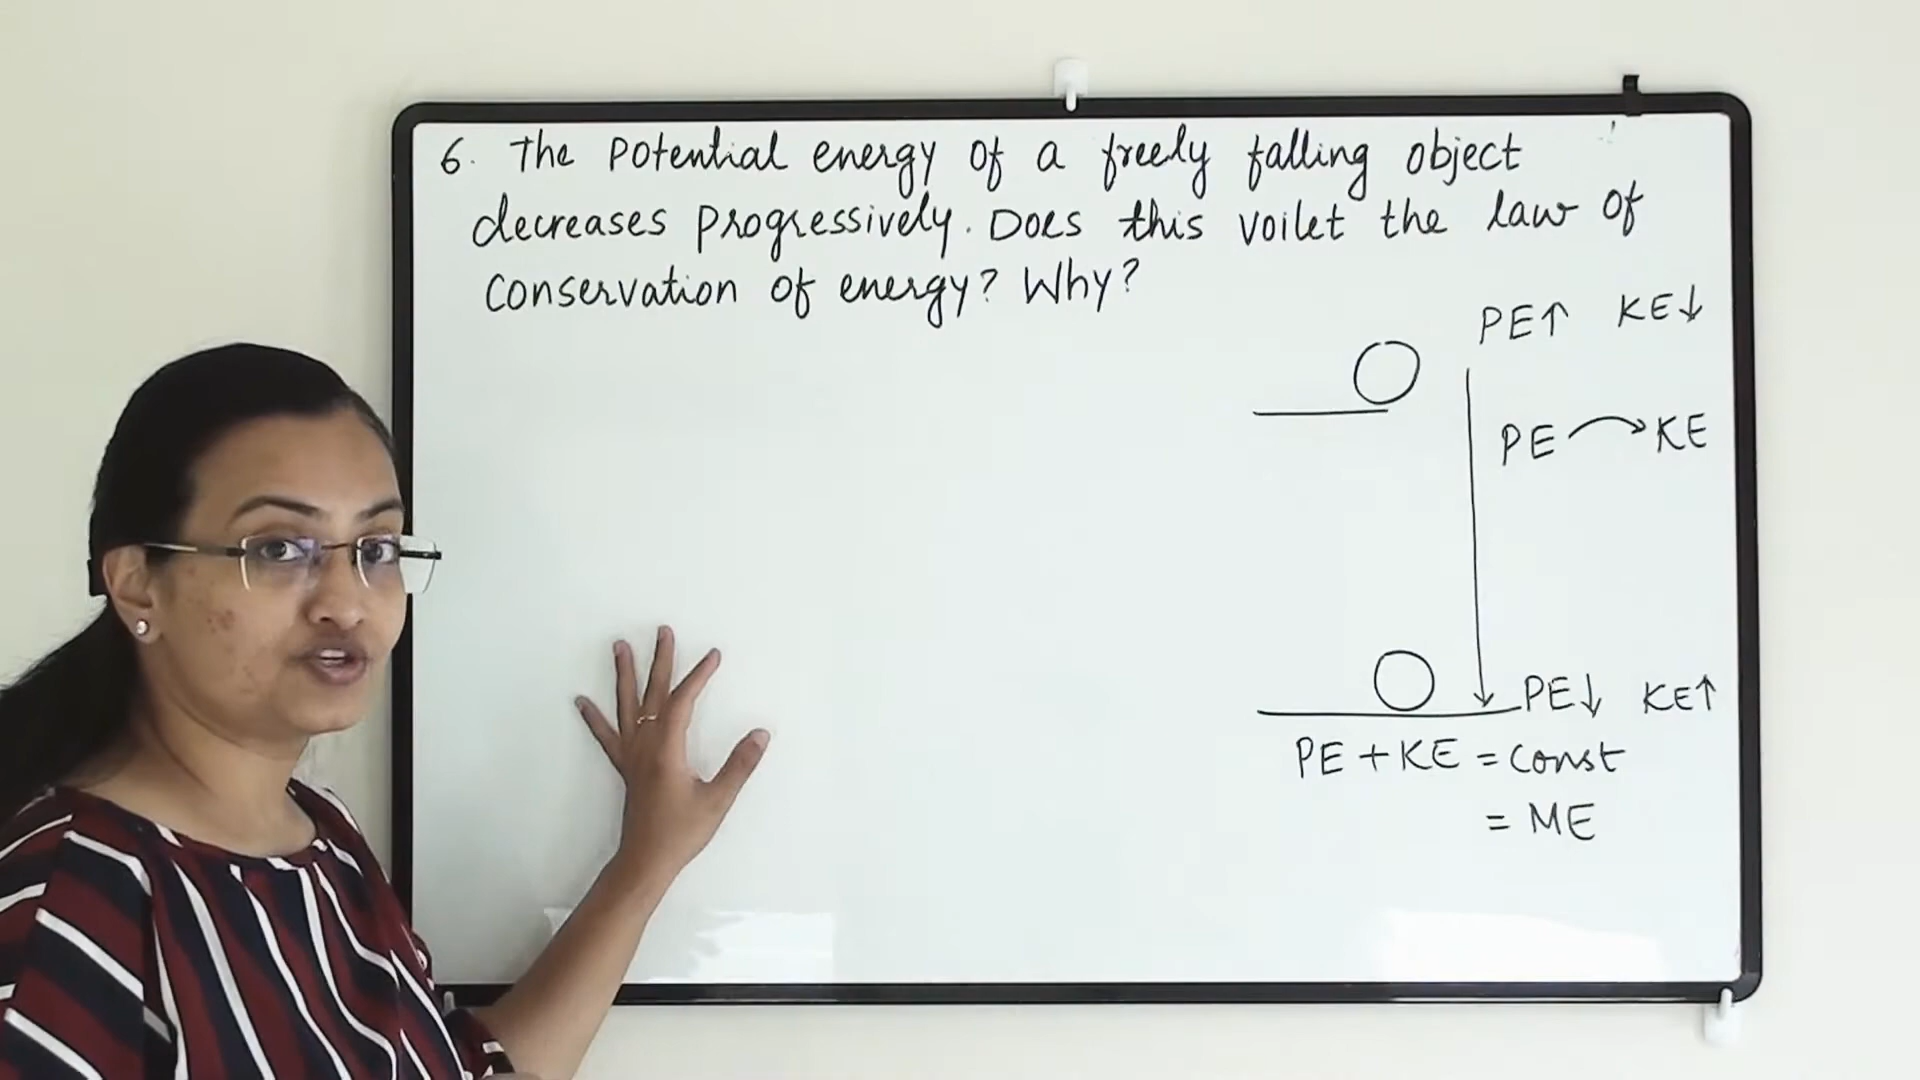 6. The potential energy of a freely falling object
decreases progressively. Does this voilet the law of
conservation of energy? Why?
PE↑ KE↓
PE → KE
PE↓ KE↑
PE + KE = const
= ME